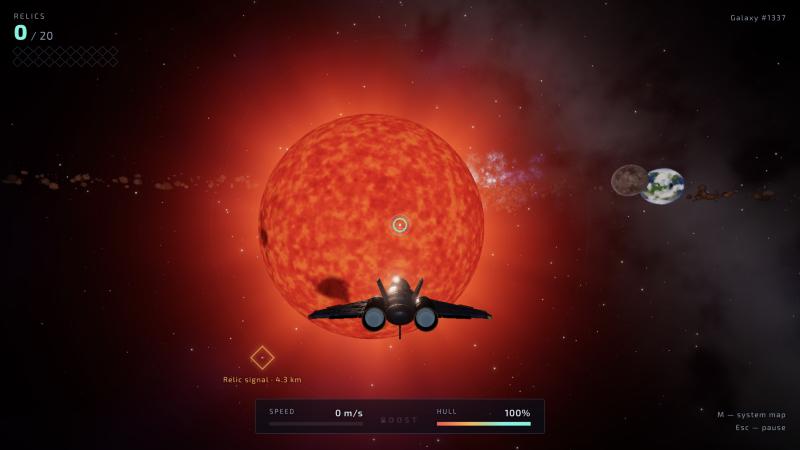 RELICS
0 / 20
Galaxy #1337
Relic signal · 4.3 km
SPEED 0 m/s
BOOST
HULL 100%
M — system map
Esc — pause